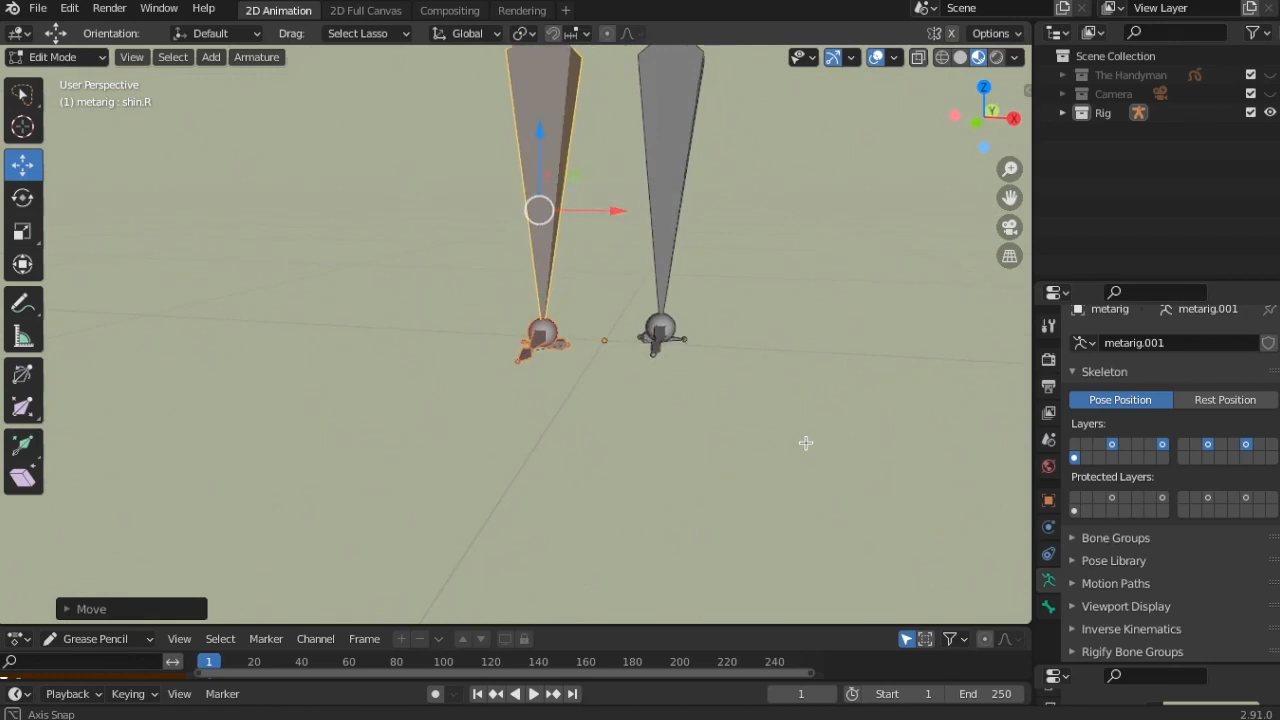 File Edit Render Window Help 2D Animation 2D Full Canvas Compositing Rendering + Scene View Layer
Orientation: Default Drag: Select Lasso Global X Options
Edit Mode View Select Add Armature
User Perspective
(1) metarig : shin.R
Z
Y
X
Scene Collection
The Handyman
Camera
Rig
metarig metarig.001
metarig.001
Skeleton
Pose Position Rest Position
Layers:
Protected Layers:
Bone Groups
Pose Library
Motion Paths
Viewport Display
Inverse Kinematics
Rigify Bone Groups
Move
Grease Pencil View Select Marker Channel Frame
1 20 40 60 80 100 120 140 160 180 200 220 240
Playback Keying View Marker 1 Start 1 End 250
Axis Snap 2.91.0